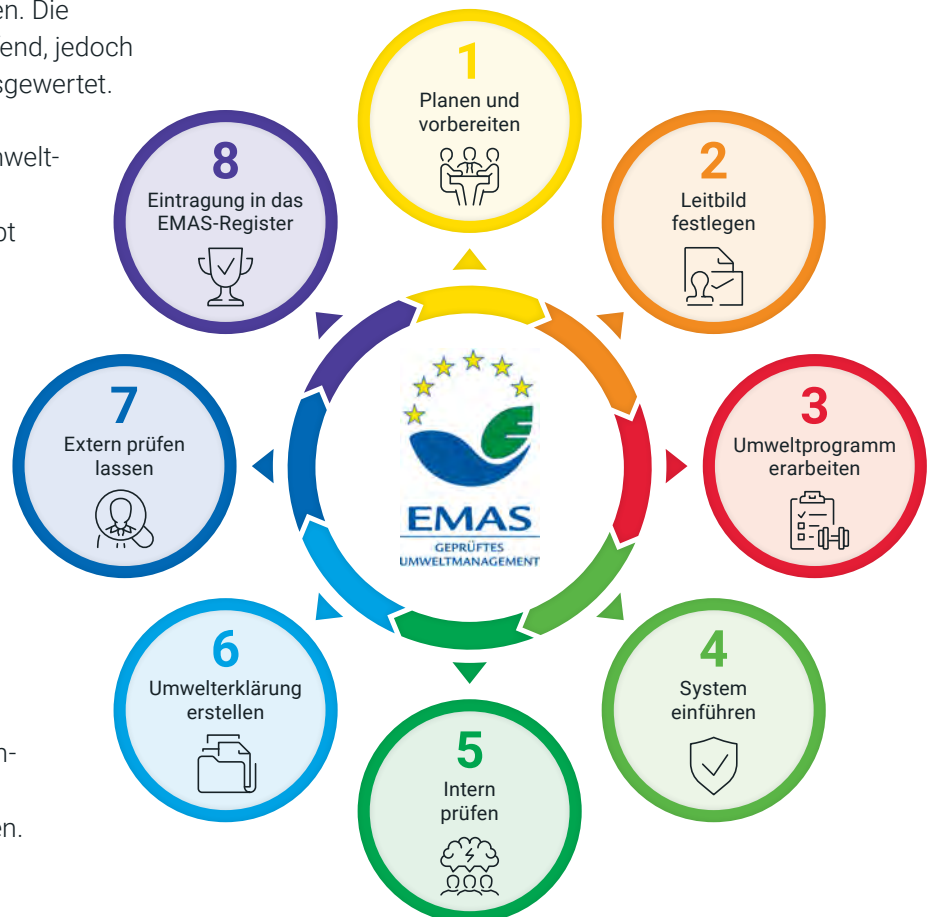 en. Die
end, jedoch
sgewertet.
welt-
ot
n-
en.
1
Planen und
vorbereiten
2
Leitbild
festlegen
3
Umweltprogramm
erarbeiten
4
System
einführen
5
Intern
prüfen
6
Umwelterklärung
erstellen
7
Extern prüfen
lassen
8
Eintragung in das
EMAS-Register
EMAS
GEPRÜFTES
UMWELTMANAGEMENT